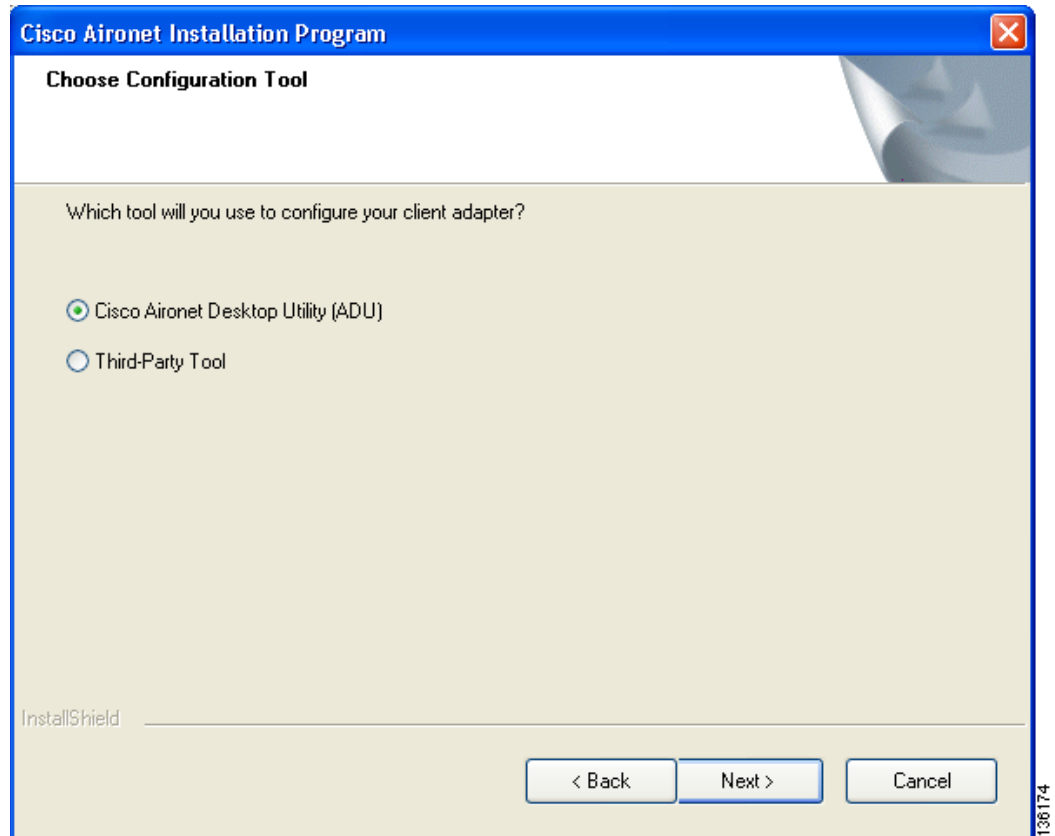 Cisco Aironet Installation Program
Choose Configuration Tool
Which tool will you use to configure your client adapter?
Cisco Aironet Desktop Utility (ADU)
Third-Party Tool
InstallShield
< Back
Next >
Cancel
136174